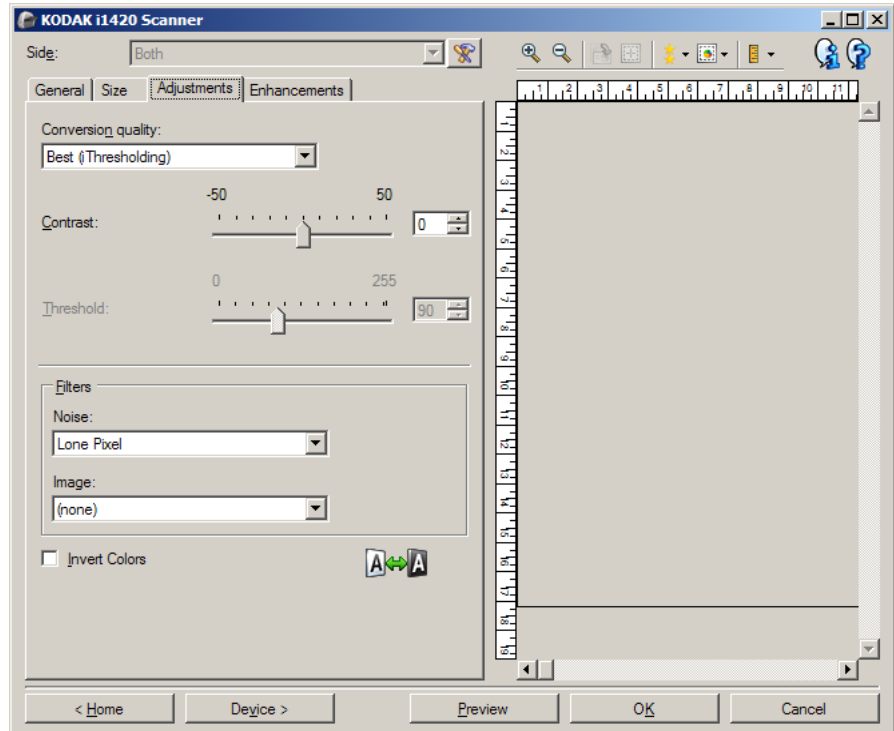 KODAK i1420 Scanner
Side: Both
General Size Adjustments Enhancements
Conversion quality:
Best (iThresholding)
-50 50
Contrast: 0
0 255
Threshold: 90
Filters
Noise:
Lone Pixel
Image:
(none)
Invert Colors
A A
1 2 3 4 5 6 7 8 9 10 11
1
2
3
4
5
6
7
8
9
10
11
12
13
14
15
16
17
18
19
< Home Device > Preview OK Cancel